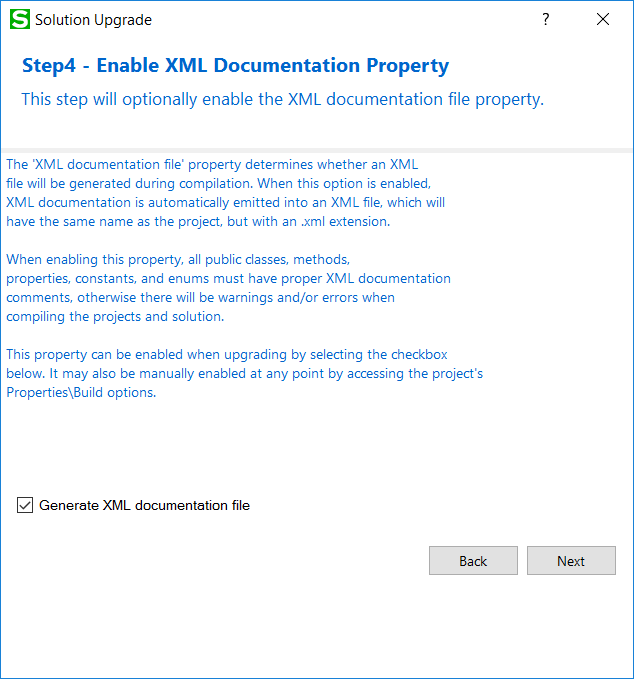 S Solution Upgrade ?
Step4 - Enable XML Documentation Property
This step will optionally enable the XML documentation file property.
The 'XML documentation file' property determines whether an XML
file will be generated during compilation. When this option is enabled,
XML documentation is automatically emitted into an XML file, which will
have the same name as the project, but with an .xml extension.
When enabling this property, all public classes, methods,
properties, constants, and enums must have proper XML documentation
comments, otherwise there will be warnings and/or errors when
compiling the projects and solution.
This property can be enabled when upgrading by selecting the checkbox
below. It may also be manually enabled at any point by accessing the project's
Properties\Build options.
Generate XML documentation file
Back Next